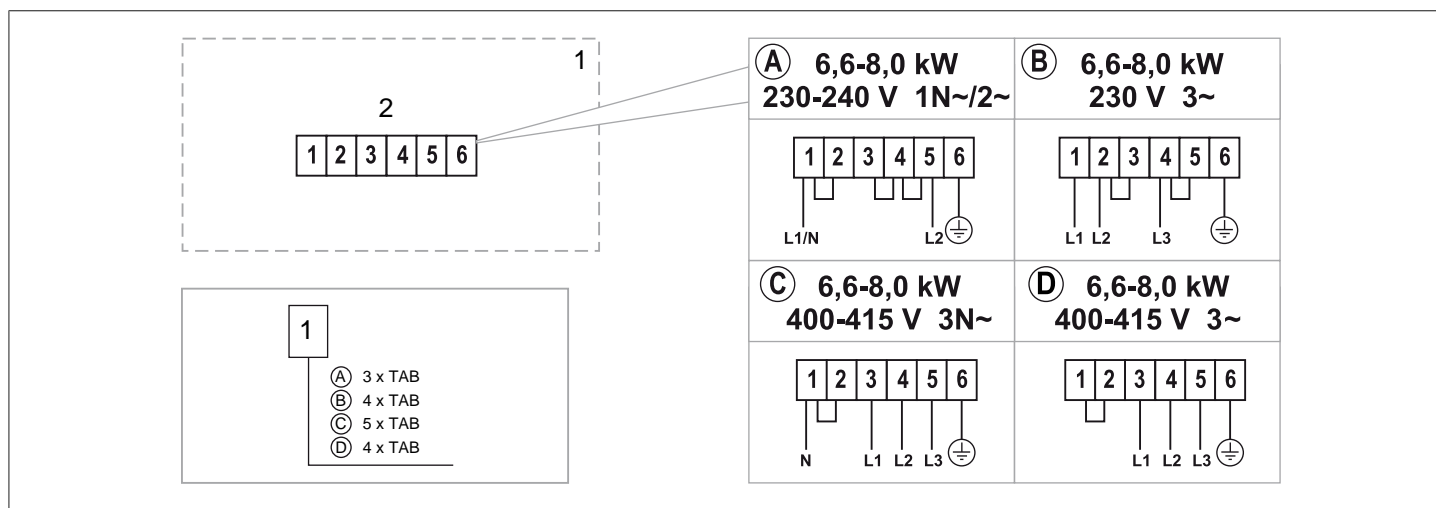 1
2
1 2 3 4 5 6
1
A 3 x TAB
B 4 x TAB
C 5 x TAB
D 4 x TAB
A 6,6-8,0 kW
230-240 V 1N~/2~
1 2 3 4 5 6
L1/N L2
B 6,6-8,0 kW
230 V 3~
1 2 3 4 5 6
L1 L2 L3
C 6,6-8,0 kW
400-415 V 3N~
1 2 3 4 5 6
N L1 L2 L3
D 6,6-8,0 kW
400-415 V 3~
1 2 3 4 5 6
L1 L2 L3